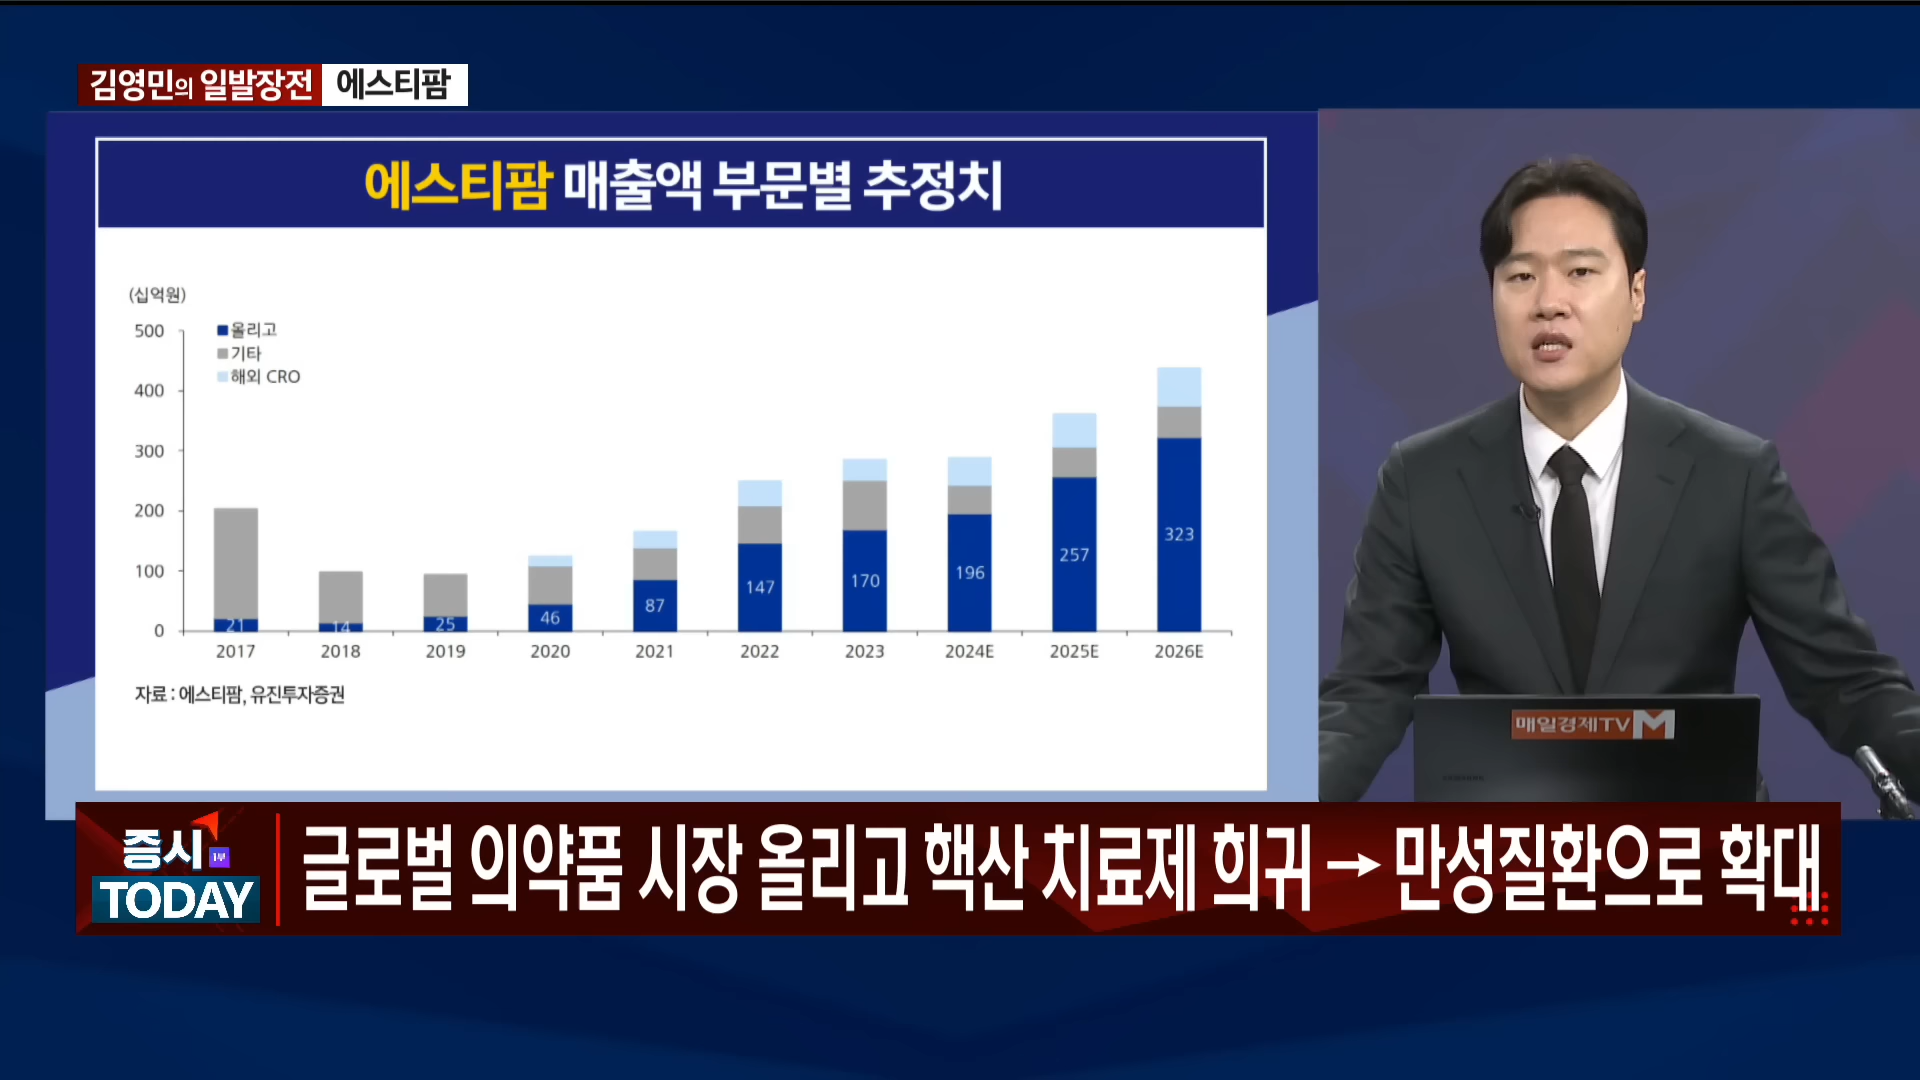 김영민의 일발장전 에스티팜
에스티팜 매출액 부문별 추정치
(십억원)
올리고
기타
해외 CRO
500
400
300
200
100
0
21 14 25 46 87 147 170 196 257 323
2017 2018 2019 2020 2021 2022 2023 2024E 2025E 2026E
자료 : 에스티팜, 유진투자증권
매일경제TV M
증시 1부
TODAY
글로벌 의약품 시장 올리고 핵산 치료제 희귀→만성질환으로 확대